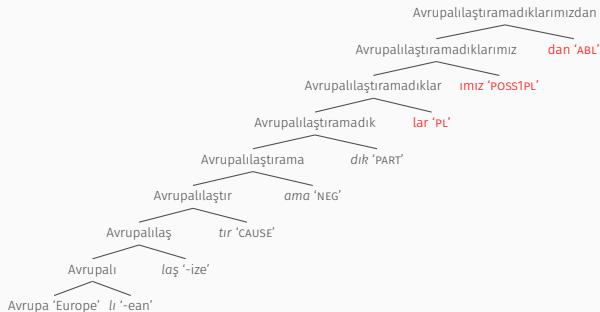 Avrupalılaştıramadıklarımızdan
Avrupalılaştıramadıklarımız dan ‘ABL’
Avrupalılaştıramadıklar ımız ‘POSS1PL’
Avrupalılaştıramadık lar ‘PL’
Avrupalılaştırama dık ‘PART’
Avrupalılaştır ama ‘NEG’
Avrupalılaş tır ‘CAUSE’
Avrupalı laş ‘-ize’
Avrupa ‘Europe’ lı ‘-ean’